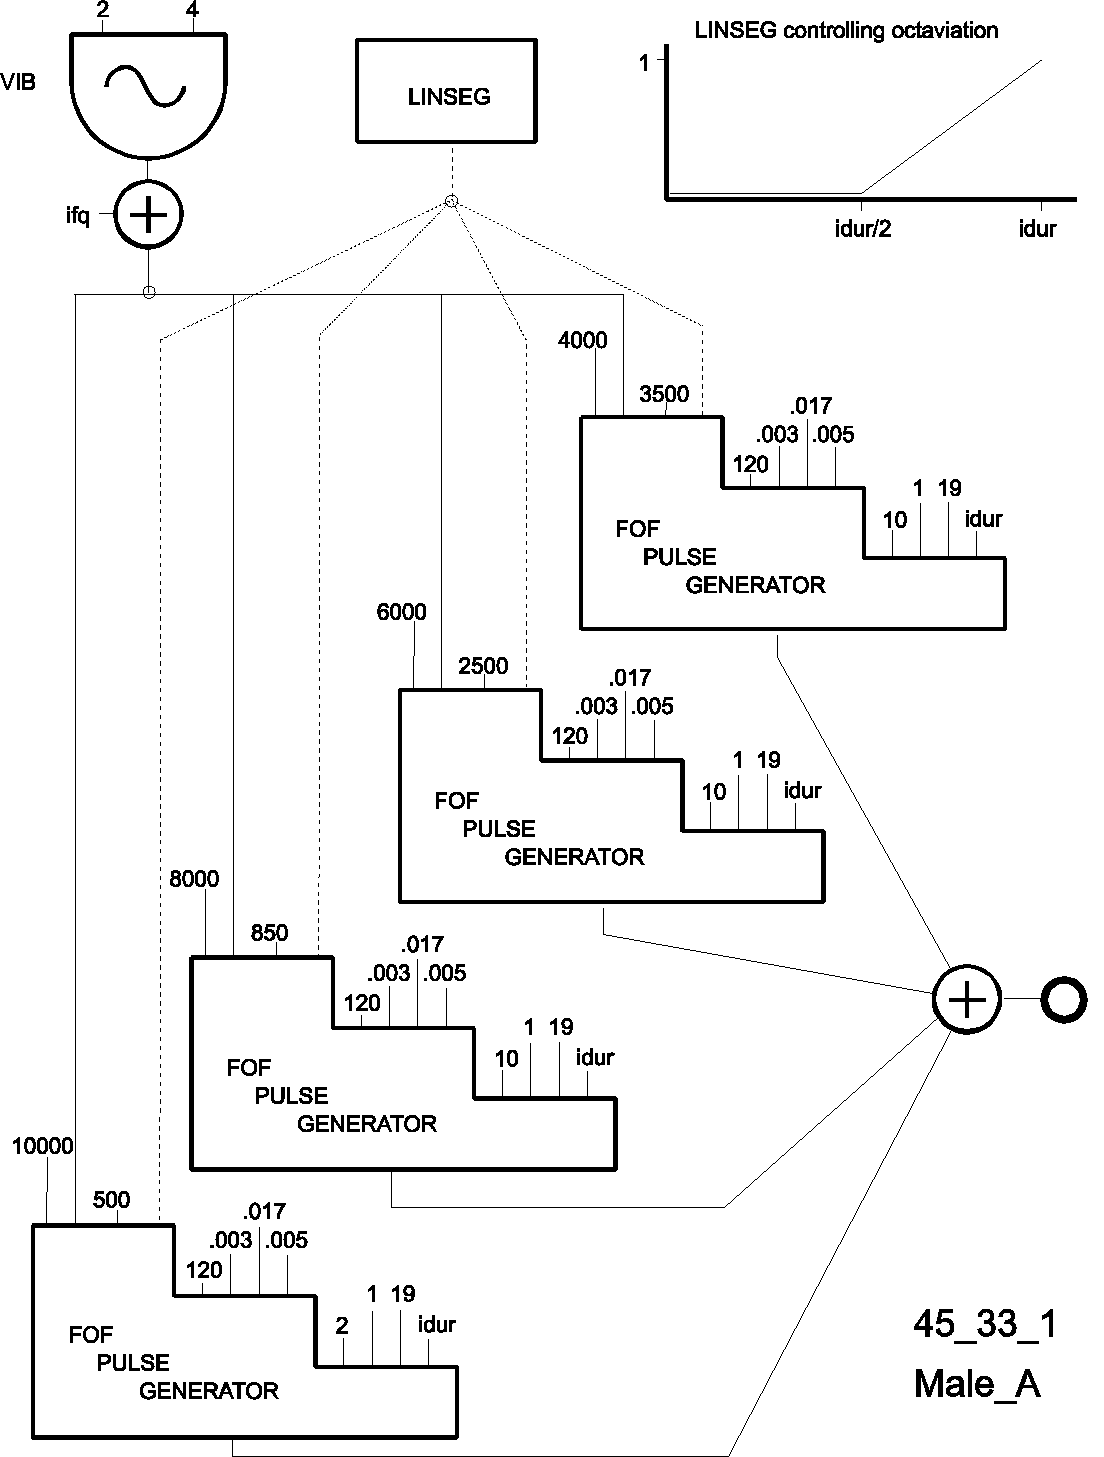 2 4
VIB
ifq
LINSEG
LINSEG controlling octaviation
1
idur/2 idur
4000
3500
.017
.003 .005
120
1 19
10 idur
FOF
PULSE
GENERATOR
6000
2500
.017
.003 .005
120
1 19
10 idur
FOF
PULSE
GENERATOR
8000
850
.017
.003 .005
120
1 19
10 idur
FOF
PULSE
GENERATOR
10000
500
.017
.003 .005
120
1 19
2 idur
FOF
PULSE
GENERATOR
45_33_1
Male_A